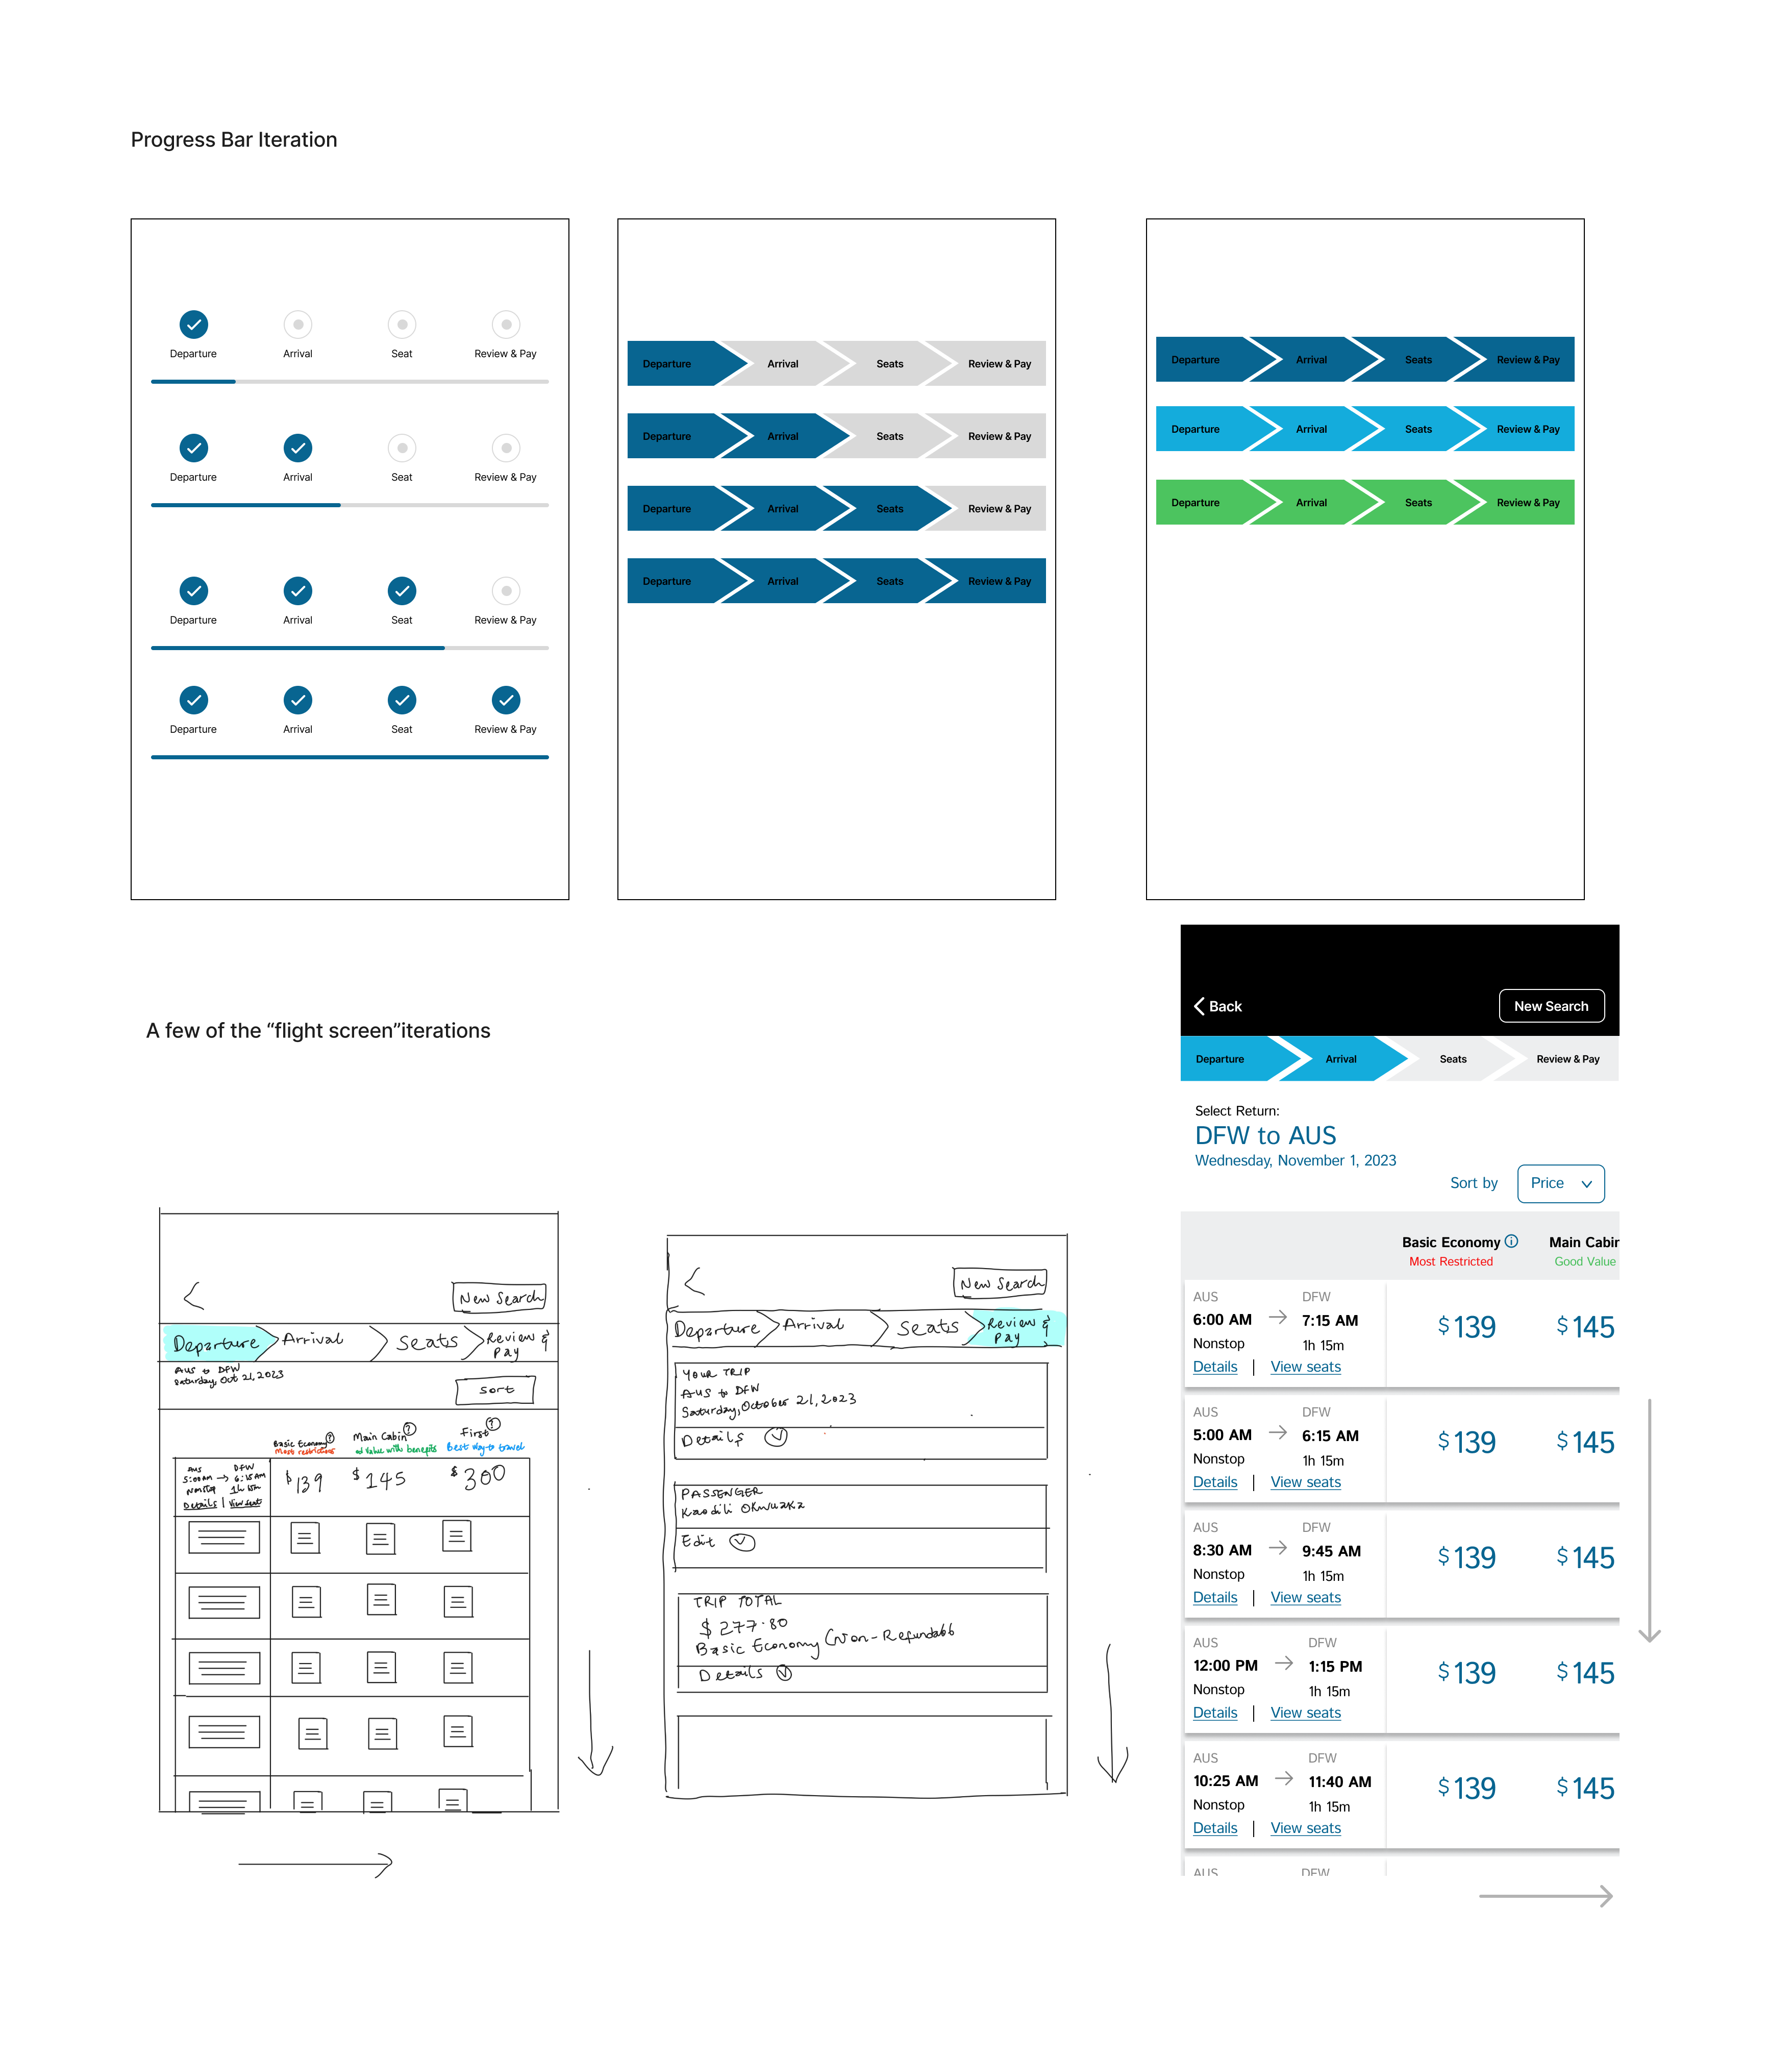 Progress Bar Iteration
Departure Arrival Seat Review & Pay
Departure Arrival Seat Review & Pay
Departure Arrival Seat Review & Pay
Departure Arrival Seat Review & Pay
Departure Arrival Seats Review & Pay
Departure Arrival Seats Review & Pay
Departure Arrival Seats Review & Pay
Departure Arrival Seats Review & Pay
Departure Arrival Seats Review & Pay
Departure Arrival Seats Review & Pay
Departure Arrival Seats Review & Pay
A few of the “flight screen”iterations
New Search
Departure Arrival Seats Review &
Pay
AUS to DFW
Saturday, Oct 21, 2023
Sort
Basic Economy ? Main Cabin ? First ?
Most restrictions Value with benefits Best way to travel
AUS DFW
5:00AM → 6:15AM
Nonstop 1h 15m
Details | View Seats
$139 $145 $300
New Search
Departure Arrival Seats Review &
Pay
YOUR TRIP
AUS to DFW
Saturday, October 21, 2023
Details
PASSENGER
Kaodili
Edit
TRIP TOTAL
$277.80
Basic Economy
Details
Back New Search
Departure Arrival Seats Review & Pay
Select Return:
DFW to AUS
Wednesday, November 1, 2023
Sort by Price
Basic Economy Main Cabin
Most Restricted Good Value
AUS DFW
6:00 AM → 7:15 AM $139 $145
Nonstop 1h 15m
Details | View seats
AUS DFW
5:00 AM → 6:15 AM $139 $145
Nonstop 1h 15m
Details | View seats
AUS DFW
8:30 AM → 9:45 AM $139 $145
Nonstop 1h 15m
Details | View seats
AUS DFW
12:00 PM → 1:15 PM $139 $145
Nonstop 1h 15m
Details | View seats
AUS DFW
10:25 AM → 11:40 AM $139 $145
Nonstop 1h 15m
Details | View seats
AUS DFW